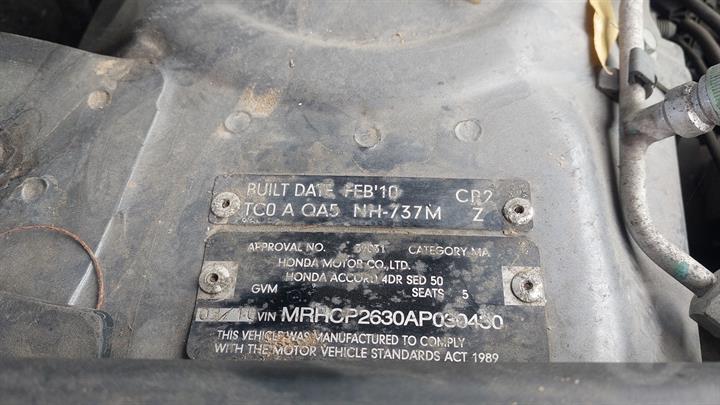 BUILT DATE FEB'10 CP2
TC0 A QA5 NH-737M Z
APPROVAL NO. CATEGORY MA
HONDA MOTOR CO., LTD.
HONDA ACCORD 4DR SED 50
GVM SEATS 5
VIN MRHCP2630AP030430
THIS VEHICLE WAS MANUFACTURED TO COMPLY
WITH THE MOTOR VEHICLE STANDARDS ACT 1989